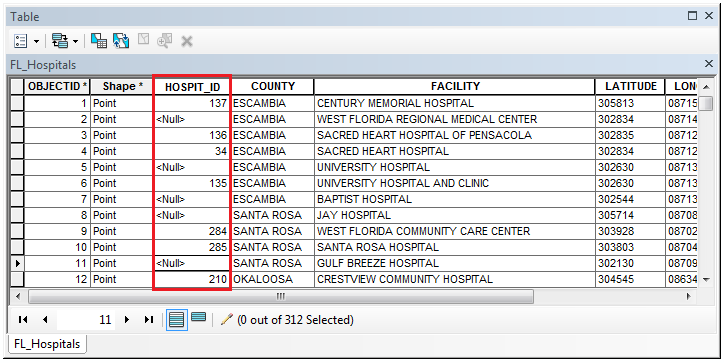 Table
FL_Hospitals
OBJECTID * Shape * HOSPIT_ID COUNTY FACILITY LATITUDE LON
1 Point 137 ESCAMBIA CENTURY MEMORIAL HOSPITAL 305813 08715
2 Point <Null> ESCAMBIA WEST FLORIDA REGIONAL MEDICAL CENTER 302834 08714
3 Point 136 ESCAMBIA SACRED HEART HOSPITAL OF PENSACOLA 302835 08712
4 Point 34 ESCAMBIA SACRED HEART HOSPITAL 302834 08712
5 Point <Null> ESCAMBIA UNIVERSITY HOSPITAL 302630 08713
6 Point 135 ESCAMBIA UNIVERSITY HOSPITAL AND CLINIC 302630 08713
7 Point <Null> ESCAMBIA BAPTIST HOSPITAL 302544 08713
8 Point <Null> SANTA ROSA JAY HOSPITAL 305714 08708
9 Point 284 SANTA ROSA WEST FLORIDA COMMUNITY CARE CENTER 303928 08702
10 Point 285 SANTA ROSA SANTA ROSA HOSPITAL 303803 08704
11 Point <Null> SANTA ROSA GULF BREEZE HOSPITAL 302130 08709
12 Point 210 OKALOOSA CRESTVIEW COMMUNITY HOSPITAL 304545 08634
11 (0 out of 312 Selected)
FL_Hospitals